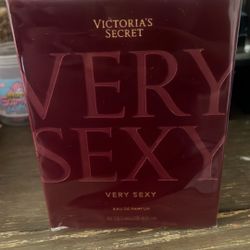 VICTORIA'S
SECRET
VERY
SEXY
VERY SEXY
EAU DE PARFUM